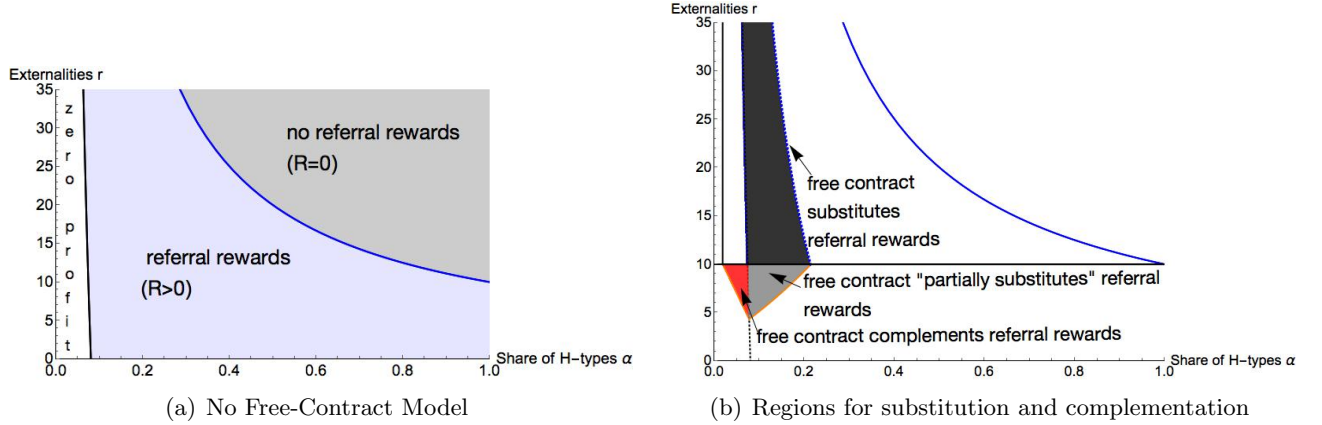 Externalities r
35
30
25
20
15
10
5
0
zero profit
no referral rewards
(R=0)
referral rewards
(R>0)
0.0 0.2 0.4 0.6 0.8 1.0
Share of H-types α
(a) No Free-Contract Model
Externalities r
35
30
25
20
15
10
5
0
free contract
substitutes
referral rewards
free contract "partially substitutes" referral
rewards
free contract complements referral rewards
0.0 0.2 0.4 0.6 0.8 1.0
Share of H-types α
(b) Regions for substitution and complementation